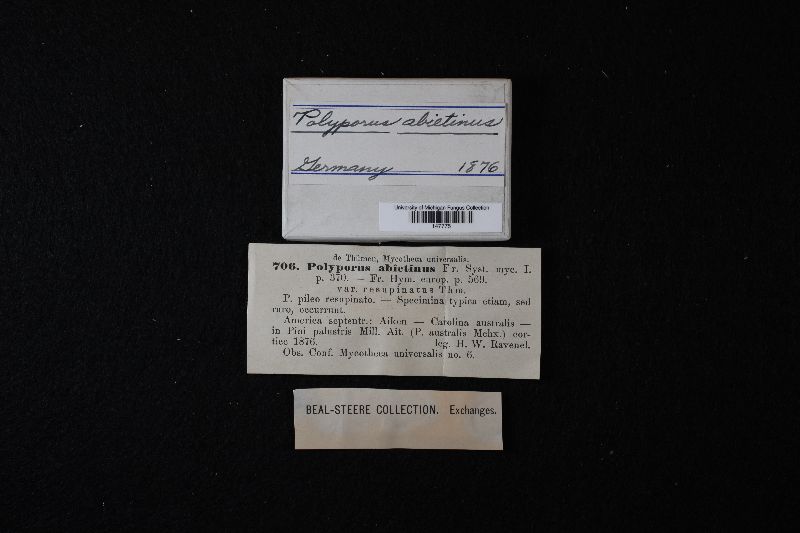 Polyporus abietinus
Germany 1876
University of Michigan Fungus Collection
147775
de Thümen, Mycotheca universalis.
706. Polyporus abietinus Fr. Syst. myc. I.
p. 370. — Fr. Hym. europ. p. 569.
var. resupinatus Thm.
P. pileo resupinato. — Specimina typica etiam, sed
raro, occurrunt.
America septentr.: Aiken — Carolina australis —
in Pini palustris Mill. Ait. (P. australis Mchx.) cor-
tice 1876. leg. H. W. Ravenel.
Obs. Conf. Mycotheca universalis no. 6.
BEAL-STEERE COLLECTION. Exchanges.